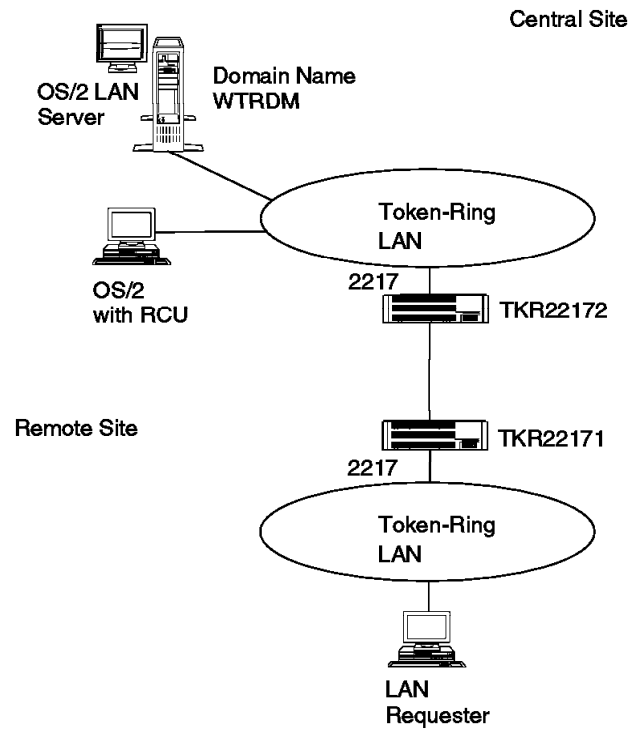 Central Site
OS/2 LAN
Server
Domain Name
WTRDM
Token-Ring
LAN
OS/2
with RCU
2217
TKR22172
Remote Site
TKR22171
2217
Token-Ring
LAN
LAN
Requester